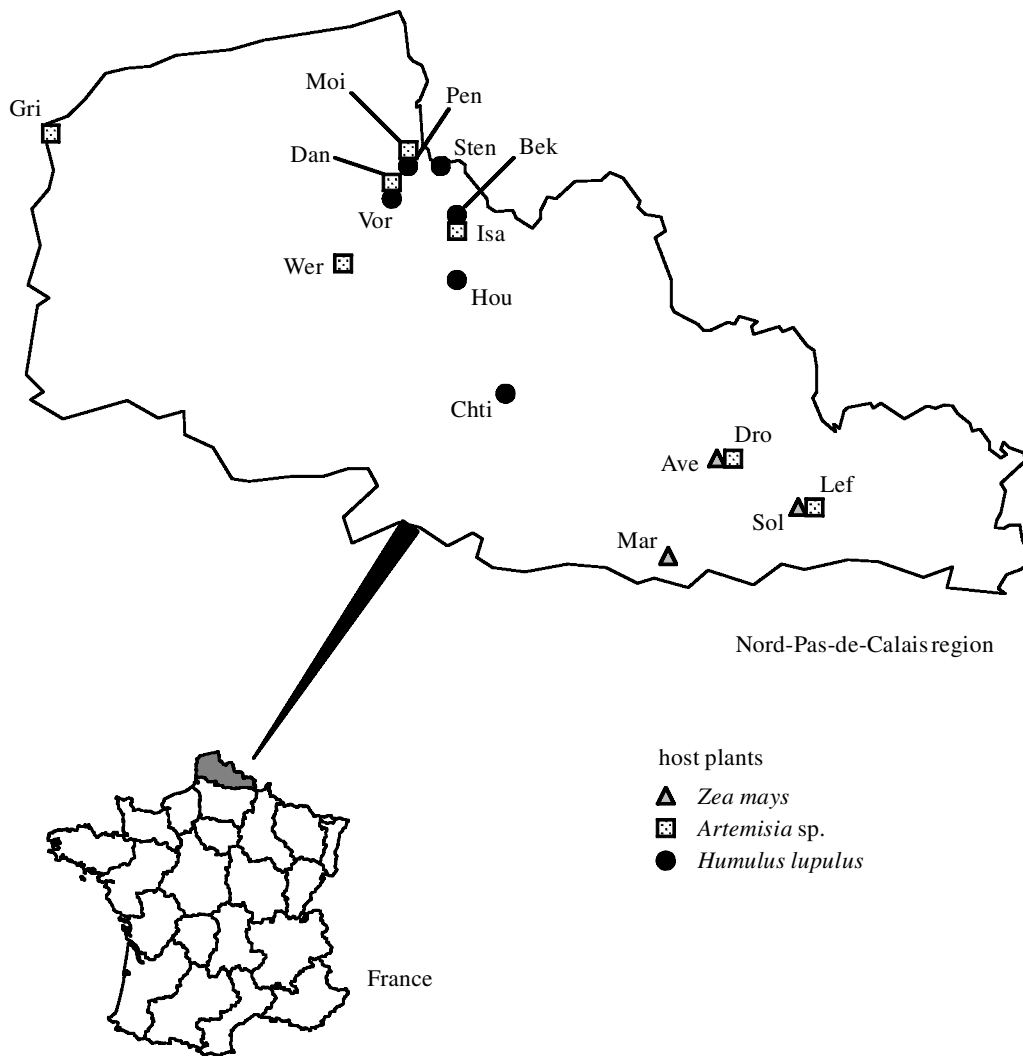 Moi
Pen
Gri
Sten
Bek
Dan
Vor
Isa
Wer
Hou
Chti
Dro
Ave
Lef
Sol
Mar
Nord-Pas-de-Calais region
host plants
Zea mays
Artemisia sp.
Humulus lupulus
France